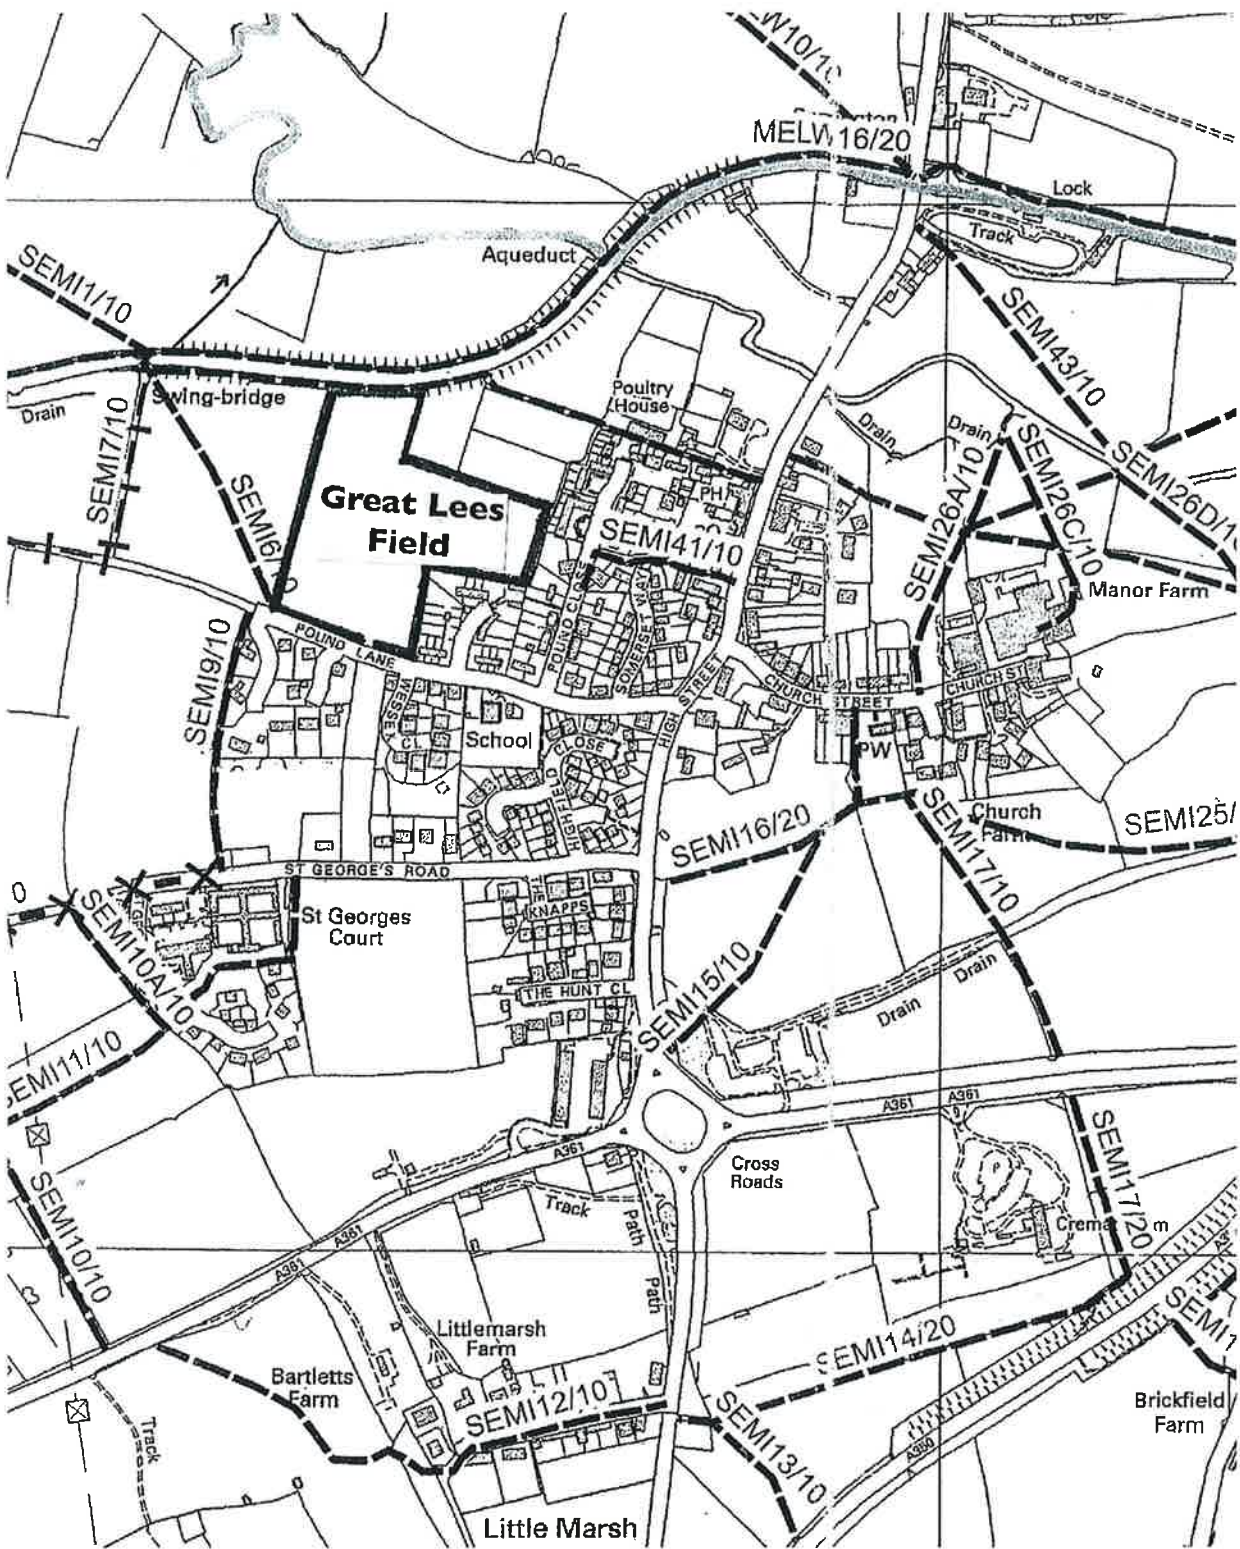 MELW16/20
Lock
Track
Aqueduct
SEMI1/10
SEMI43/10
Swing-bridge
Drain
Poultry
House
Drain
Drain
SEMI7/10
SEMI6/10
Great Lees
Field
PH
SEMI41/10
SEMI26A/10
SEMI26C/10
SEMI26D/10
Manor Farm
SEMI9/10
POUND LANE
POUND CLOSE
SOMERSET WAY
HIGH STREET
CHURCH STREET
CHURCH ST
WESSEX CL
School
HIGHFIELD CLOSE
PW
SEMI16/20
SEMI17/10
Church
Farm
SEMI25/
ST GEORGE'S ROAD
0
SEMI10A/10
St Georges
Court
THE
KNAPPS
THE HUNT CL
SEMI15/10
Drain
Drain
SEMI11/10
A361
A361
A361
Cross
Roads
SEMI17/20
SEMI10/10
Track
Path
Path
A361
A361
Littlemarsh
Farm
Bartletts
Farm
SEMI12/10
SEMI14/20
SEMI13/10
A350
Brickfield
Farm
Track
Little Marsh